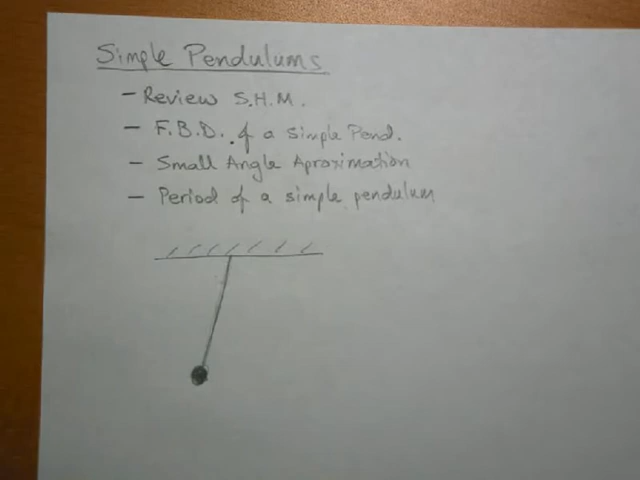 Simple Pendulums
- Review S.H.M.
- F.B.D. of a Simple Pend.
- Small Angle Aproximation
- Period of a simple pendulum